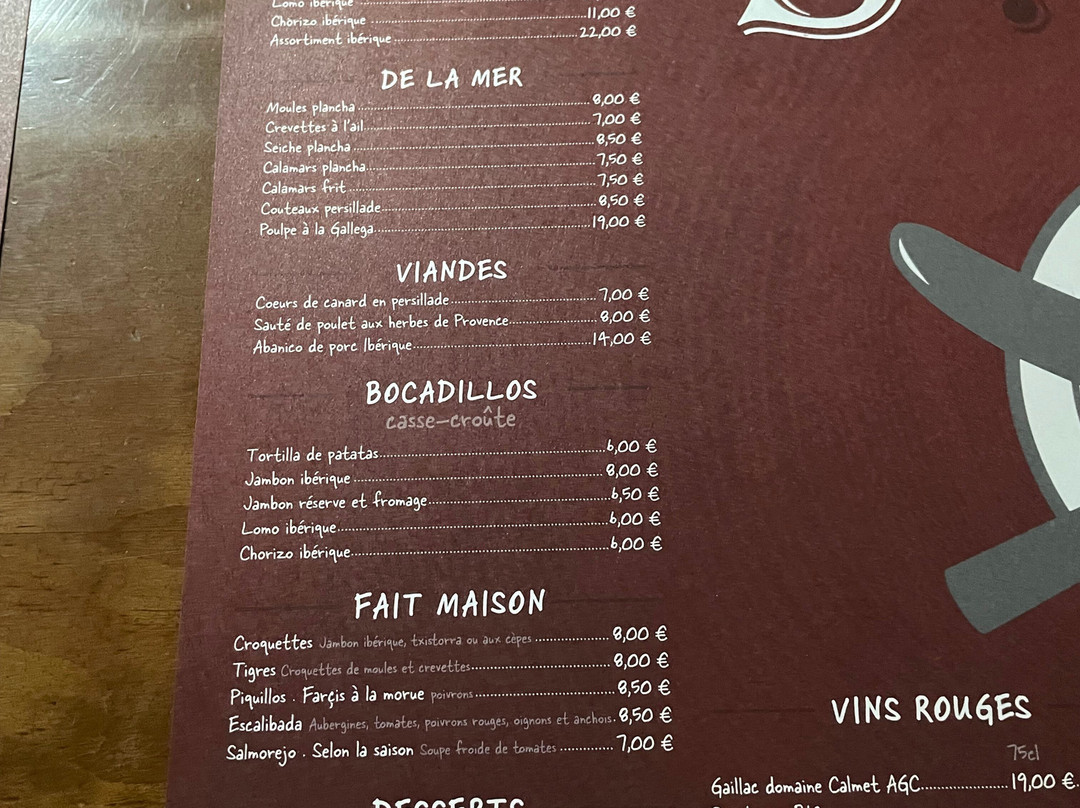 Lomo ibérique
Chorizo ibérique 11,00 €
Assortiment ibérique 22,00 €
DE LA MER
Moules plancha 8,00 €
Crevettes à l'ail 7,00 €
Seiche plancha 8,50 €
Calamars plancha 7,50 €
Calamars frit 7,50 €
Couteaux persillade 8,50 €
Poulpe à la Gallega 19,00 €
VIANDES
Coeurs de canard en persillade 7,00 €
Sauté de poulet aux herbes de Provence 8,00 €
Abanico de porc Ibérique 14,00 €
BOCADILLOS
casse-croûte
Tortilla de patatas 6,00 €
Jambon ibérique 8,00 €
Jambon réserve et fromage 6,50 €
Lomo ibérique 6,00 €
Chorizo ibérique 6,00 €
FAIT MAISON
Croquettes Jambon ibérique, txistorra ou aux cèpes 8,00 €
Tigres Croquettes de moules et crevettes 8,00 €
Piquillos . Farçis à la morue poivrons 8,50 €
Escalibada Aubergines, tomates, poivrons rouges, oignons et anchois. 8,50 €
Salmorejo . Selon la saison Soupe froide de tomates 7,00 €
DESSERTS
VINS ROUGES
75cl
Gaillac domaine Calmet AGC 19,00 €